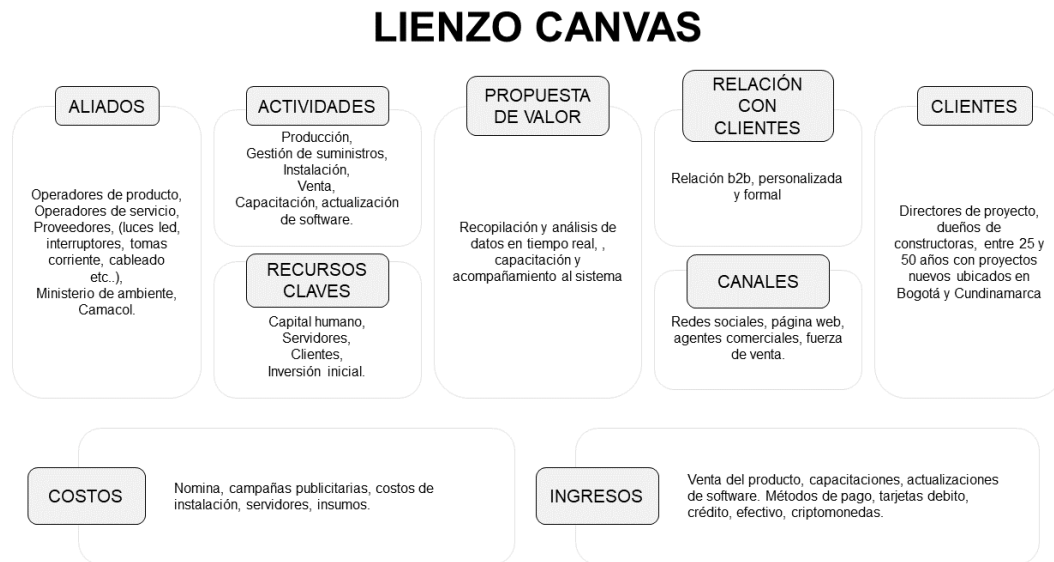 LIENZO CANVAS
ALIADOS
Operadores de producto,
Operadores de servicio,
Proveedores, (luces led,
interruptores, tomas
corriente, cableado
etc..),
Ministerio de ambiente,
Camacol.
ACTIVIDADES
Producción,
Gestión de suministros,
Instalación,
Venta,
Capacitación, actualización
de software.
RECURSOS
CLAVES
Capital humano,
Servidores,
Clientes,
Inversión inicial.
PROPUESTA
DE VALOR
Recopilación y análisis de
datos en tiempo real, ,
capacitación y
acompañamiento al sistema
RELACIÓN
CON
CLIENTES
Relación b2b, personalizada
y formal
CANALES
Redes sociales, página web,
agentes comerciales, fuerza
de venta.
CLIENTES
Directores de proyecto,
dueños de
constructoras, entre 25 y
50 años con proyectos
nuevos ubicados en
Bogotá y Cundinamarca
COSTOS
Nomina, campañas publicitarias, costos de
instalación, servidores, insumos.
INGRESOS
Venta del producto, capacitaciones, actualizaciones
de software. Métodos de pago, tarjetas debito,
crédito, efectivo, criptomonedas.